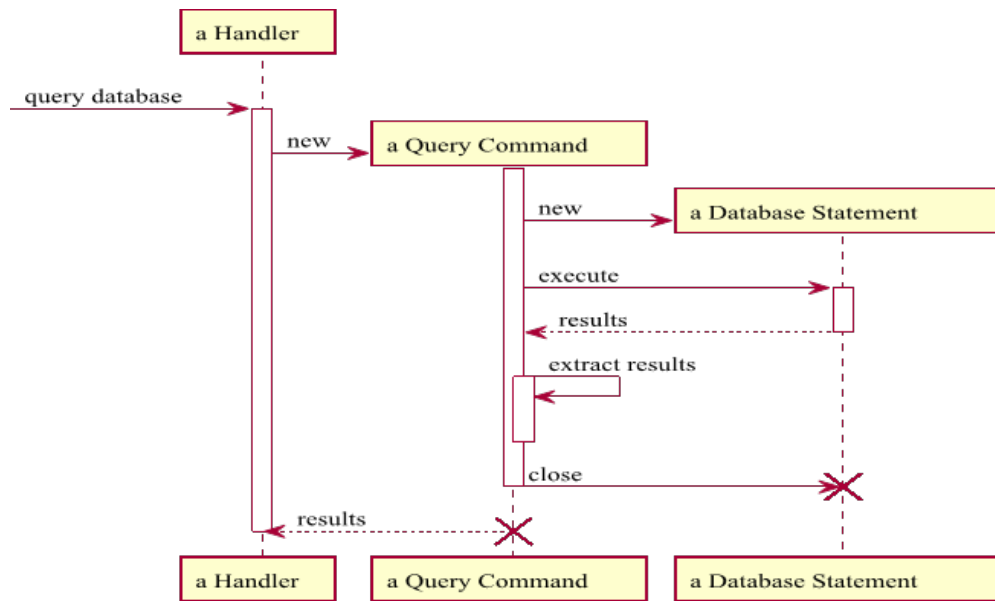 a Handler
query database
new
a Query Command
new
a Database Statement
execute
results
extract results
close
results
a Handler
a Query Command
a Database Statement